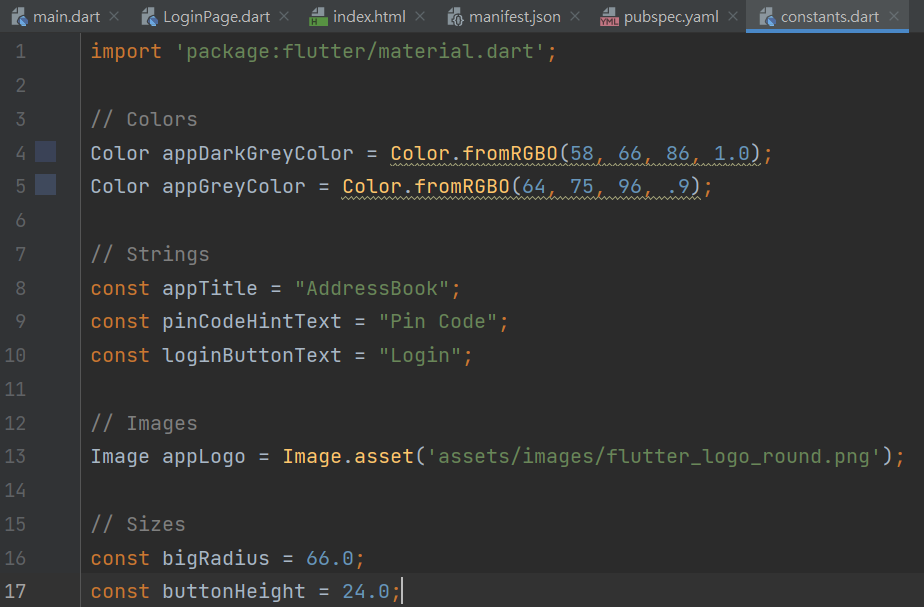 main.dart LoginPage.dart index.html manifest.json pubspec.yaml constants.dart
1 import 'package:flutter/material.dart';
2
3 // Colors
4 Color appDarkGreyColor = Color.fromRGBO(58, 66, 86, 1.0);
5 Color appGreyColor = Color.fromRGBO(64, 75, 96, .9);
6
7 // Strings
8 const appTitle = "AddressBook";
9 const pinCodeHintText = "Pin Code";
10 const loginButtonText = "Login";
11
12 // Images
13 Image appLogo = Image.asset('assets/images/flutter_logo_round.png');
14
15 // Sizes
16 const bigRadius = 66.0;
17 const buttonHeight = 24.0;